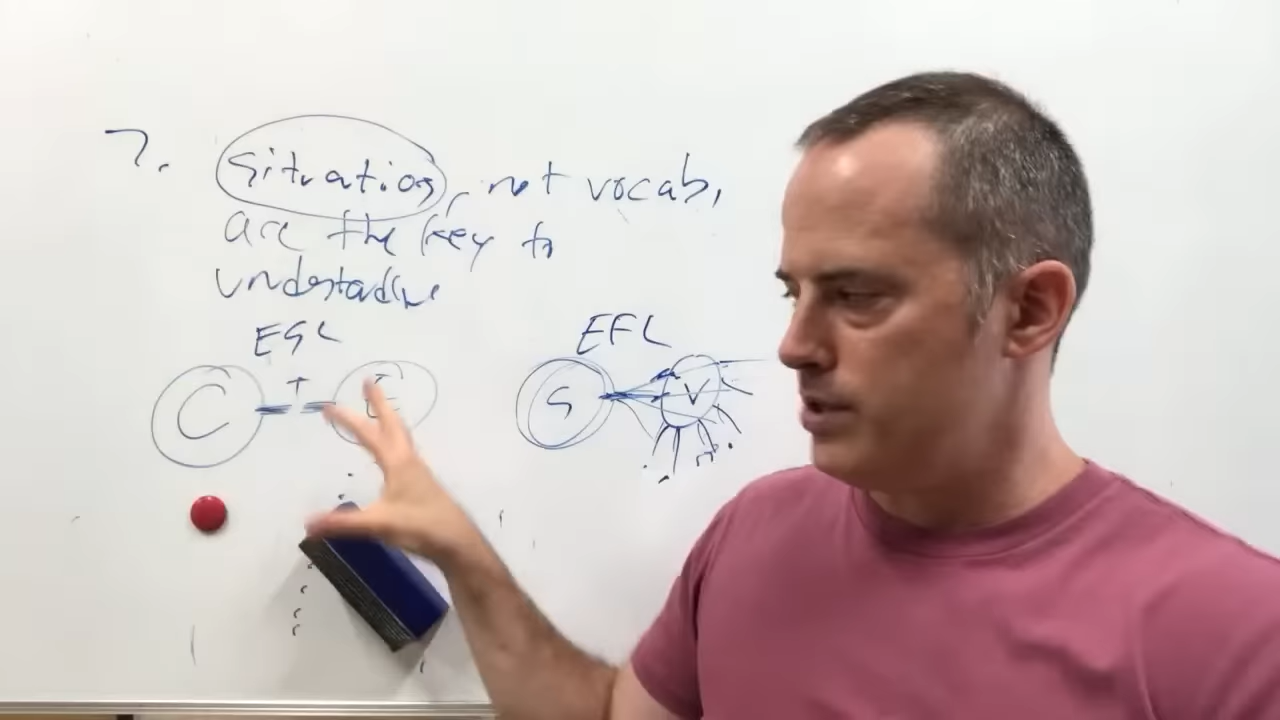 7. Situations, not vocab,
are the key to
understanding
ESL
EFL
C T E
S V